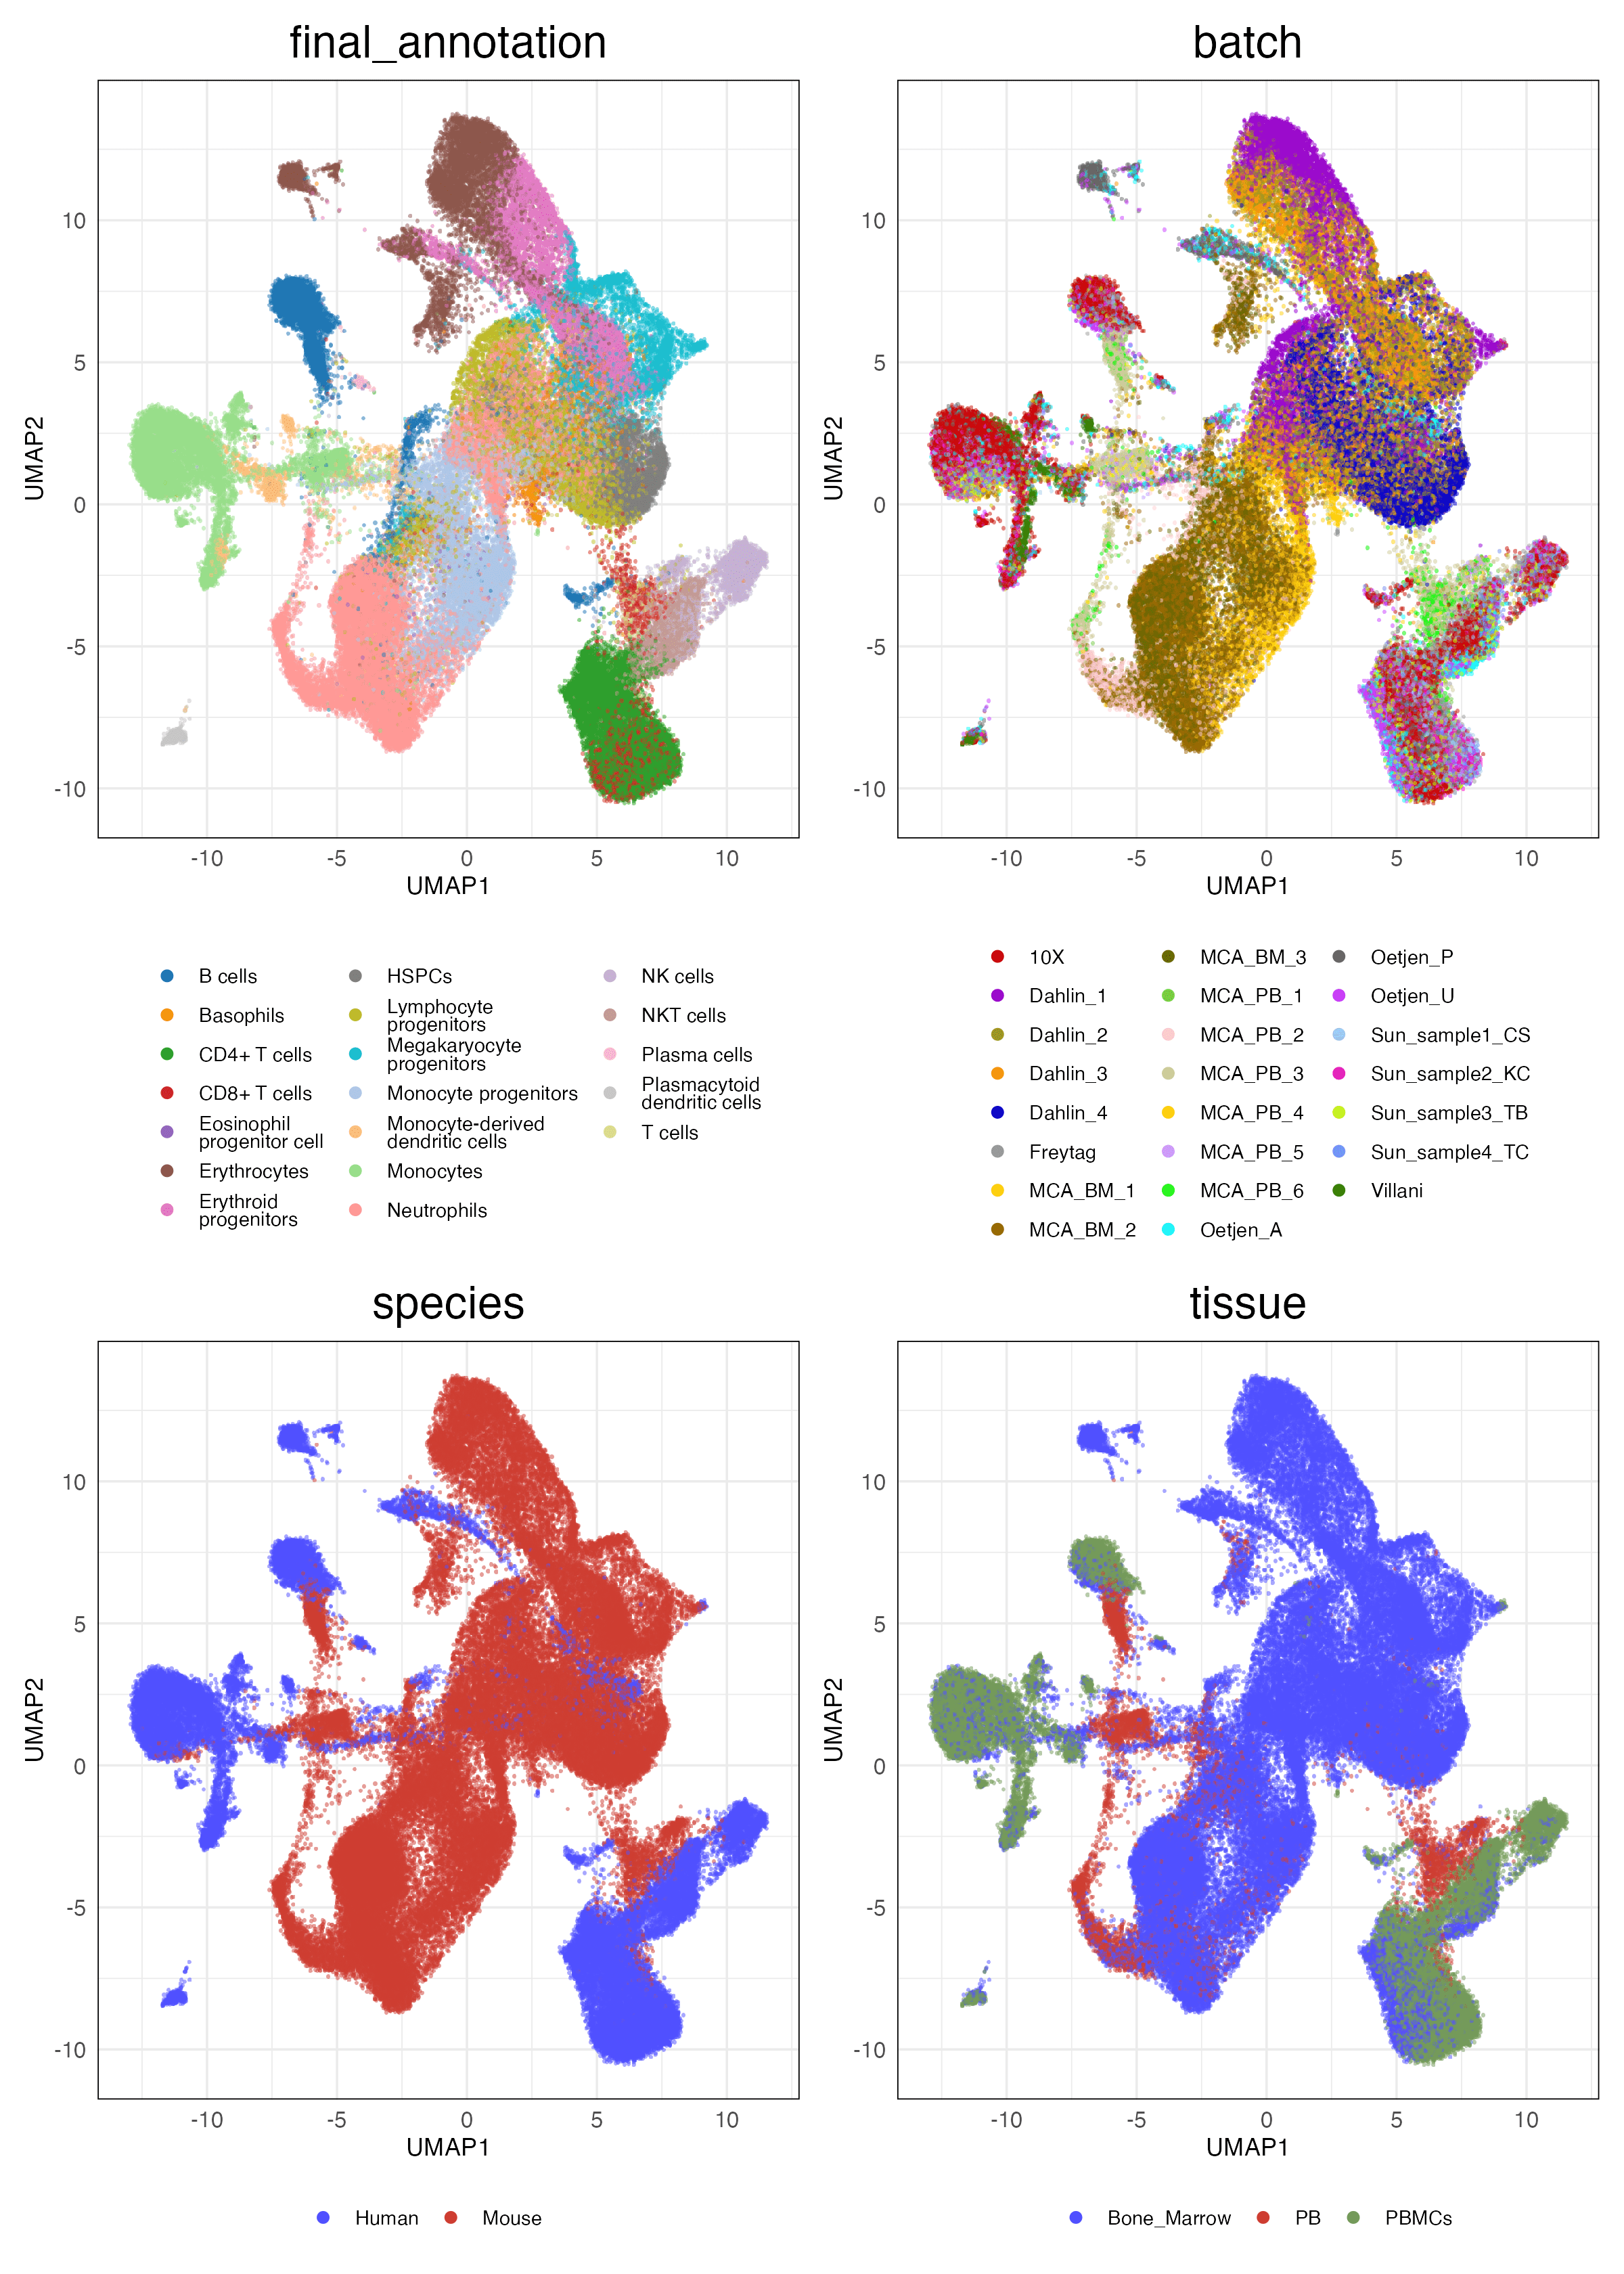 final_annotation
batch
UMAP2
10
5
0
-5
-10
-10
-5
0
5
10
UMAP1
UMAP2
10
5
0
-5
-10
-10
-5
0
5
10
UMAP1
B cells
Basophils
CD4+ T cells
CD8+ T cells
Eosinophil
progenitor cell
Erythrocytes
Erythroid
progenitors
HSPCs
Lymphocyte
progenitors
Megakaryocyte
progenitors
Monocyte progenitors
Monocyte-derived
dendritic cells
Monocytes
Neutrophils
NK cells
NKT cells
Plasma cells
Plasmacytoid
dendritic cells
T cells
10X
Dahlin_1
Dahlin_2
Dahlin_3
Dahlin_4
Freytag
MCA_BM_1
MCA_BM_2
MCA_BM_3
MCA_PB_1
MCA_PB_2
MCA_PB_3
MCA_PB_4
MCA_PB_5
MCA_PB_6
Oetjen_A
Oetjen_P
Oetjen_U
Sun_sample1_CS
Sun_sample2_KC
Sun_sample3_TB
Sun_sample4_TC
Villani
species
tissue
UMAP2
10
5
0
-5
-10
-10
-5
0
5
10
UMAP1
UMAP2
10
5
0
-5
-10
-10
-5
0
5
10
UMAP1
Human
Mouse
Bone_Marrow
PB
PBMCs